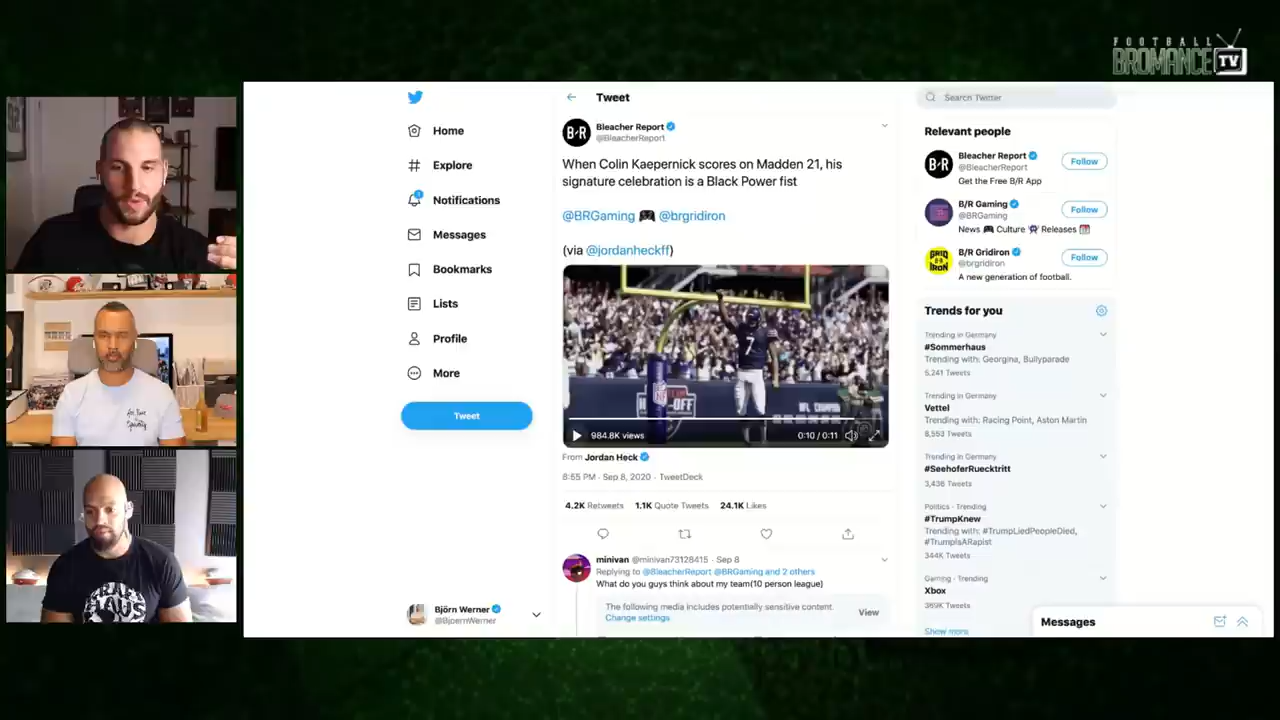 FOOTBALL
BROMANCE TV
Home
Explore
Notifications
Messages
Bookmarks
Lists
Profile
More
Tweet
Björn Werner
@BjoernWerner
Tweet
B/R
Bleacher Report
@BleacherReport
When Colin Kaepernick scores on Madden 21, his
signature celebration is a Black Power fist
@BRGaming 🎮 @brgridiron
(via @jordanheckff)
7
984.8K views
0:10 / 0:11
From Jordan Heck
8:55 PM · Sep 8, 2020 · TweetDeck
4.2K Retweets 1.1K Quote Tweets 24.1K Likes
minivan @minivan73128415 · Sep 8
Replying to @BleacherReport @BRGaming and 2 others
What do you guys think about my team(10 person league)
The following media includes potentially sensitive content.
Change settings
View
Search Twitter
Relevant people
B/R
Bleacher Report
@BleacherReport
Follow
Get the Free B/R App
B/R Gaming
@BRGaming
Follow
News 🎮 Culture 👾 Releases 📅
GRID
IRON
B/R Gridiron
@brgridiron
Follow
A new generation of football.
Trends for you
Trending in Germany
#Sommerhaus
Trending with: Georgina, Bullyparade
5,241 Tweets
Trending in Germany
Vettel
Trending with: Racing Point, Aston Martin
8,553 Tweets
Trending in Germany
#SeehoferRuecktritt
3,436 Tweets
Politics · Trending
#TrumpKnew
Trending with: #TrumpLiedPeopleDied,
#TrumpIsARapist
344K Tweets
Gaming · Trending
Xbox
369K Tweets
Show more
Messages